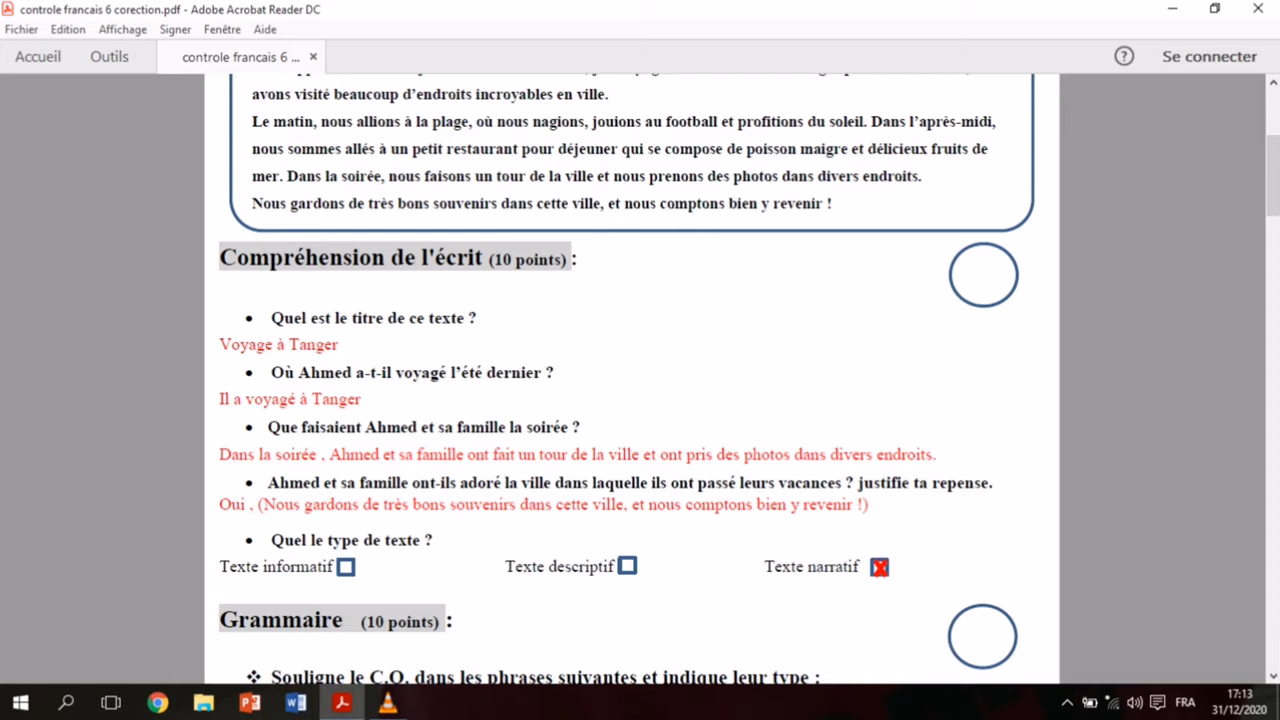 controle francais 6 corection.pdf - Adobe Acrobat Reader DC
Fichier Edition Affichage Signer Fenêtre Aide
Accueil Outils controle francais 6 ... × ? Se connecter
avons visité beaucoup d'endroits incroyables en ville.
Le matin, nous allions à la plage, où nous nagions, jouions au football et profitions du soleil. Dans l'après-midi,
nous sommes allés à un petit restaurant pour déjeuner qui se compose de poisson maigre et délicieux fruits de
mer. Dans la soirée, nous faisons un tour de la ville et nous prenons des photos dans divers endroits.
Nous gardons de très bons souvenirs dans cette ville, et nous comptons bien y revenir !
Compréhension de l'écrit (10 points) :
• Quel est le titre de ce texte ?
Voyage à Tanger
• Où Ahmed a-t-il voyagé l'été dernier ?
Il a voyagé à Tanger
• Que faisaient Ahmed et sa famille la soirée ?
Dans la soirée , Ahmed et sa famille ont fait un tour de la ville et ont pris des photos dans divers endroits.
• Ahmed et sa famille ont-ils adoré la ville dans laquelle ils ont passé leurs vacances ? justifie ta repense.
Oui , (Nous gardons de très bons souvenirs dans cette ville, et nous comptons bien y revenir !)
• Quel le type de texte ?
Texte informatif Texte descriptif Texte narratif X
Grammaire (10 points) :
❖ Souligne le C.O. dans les phrases suivantes et indique leur type :
FRA 17:13
31/12/2020